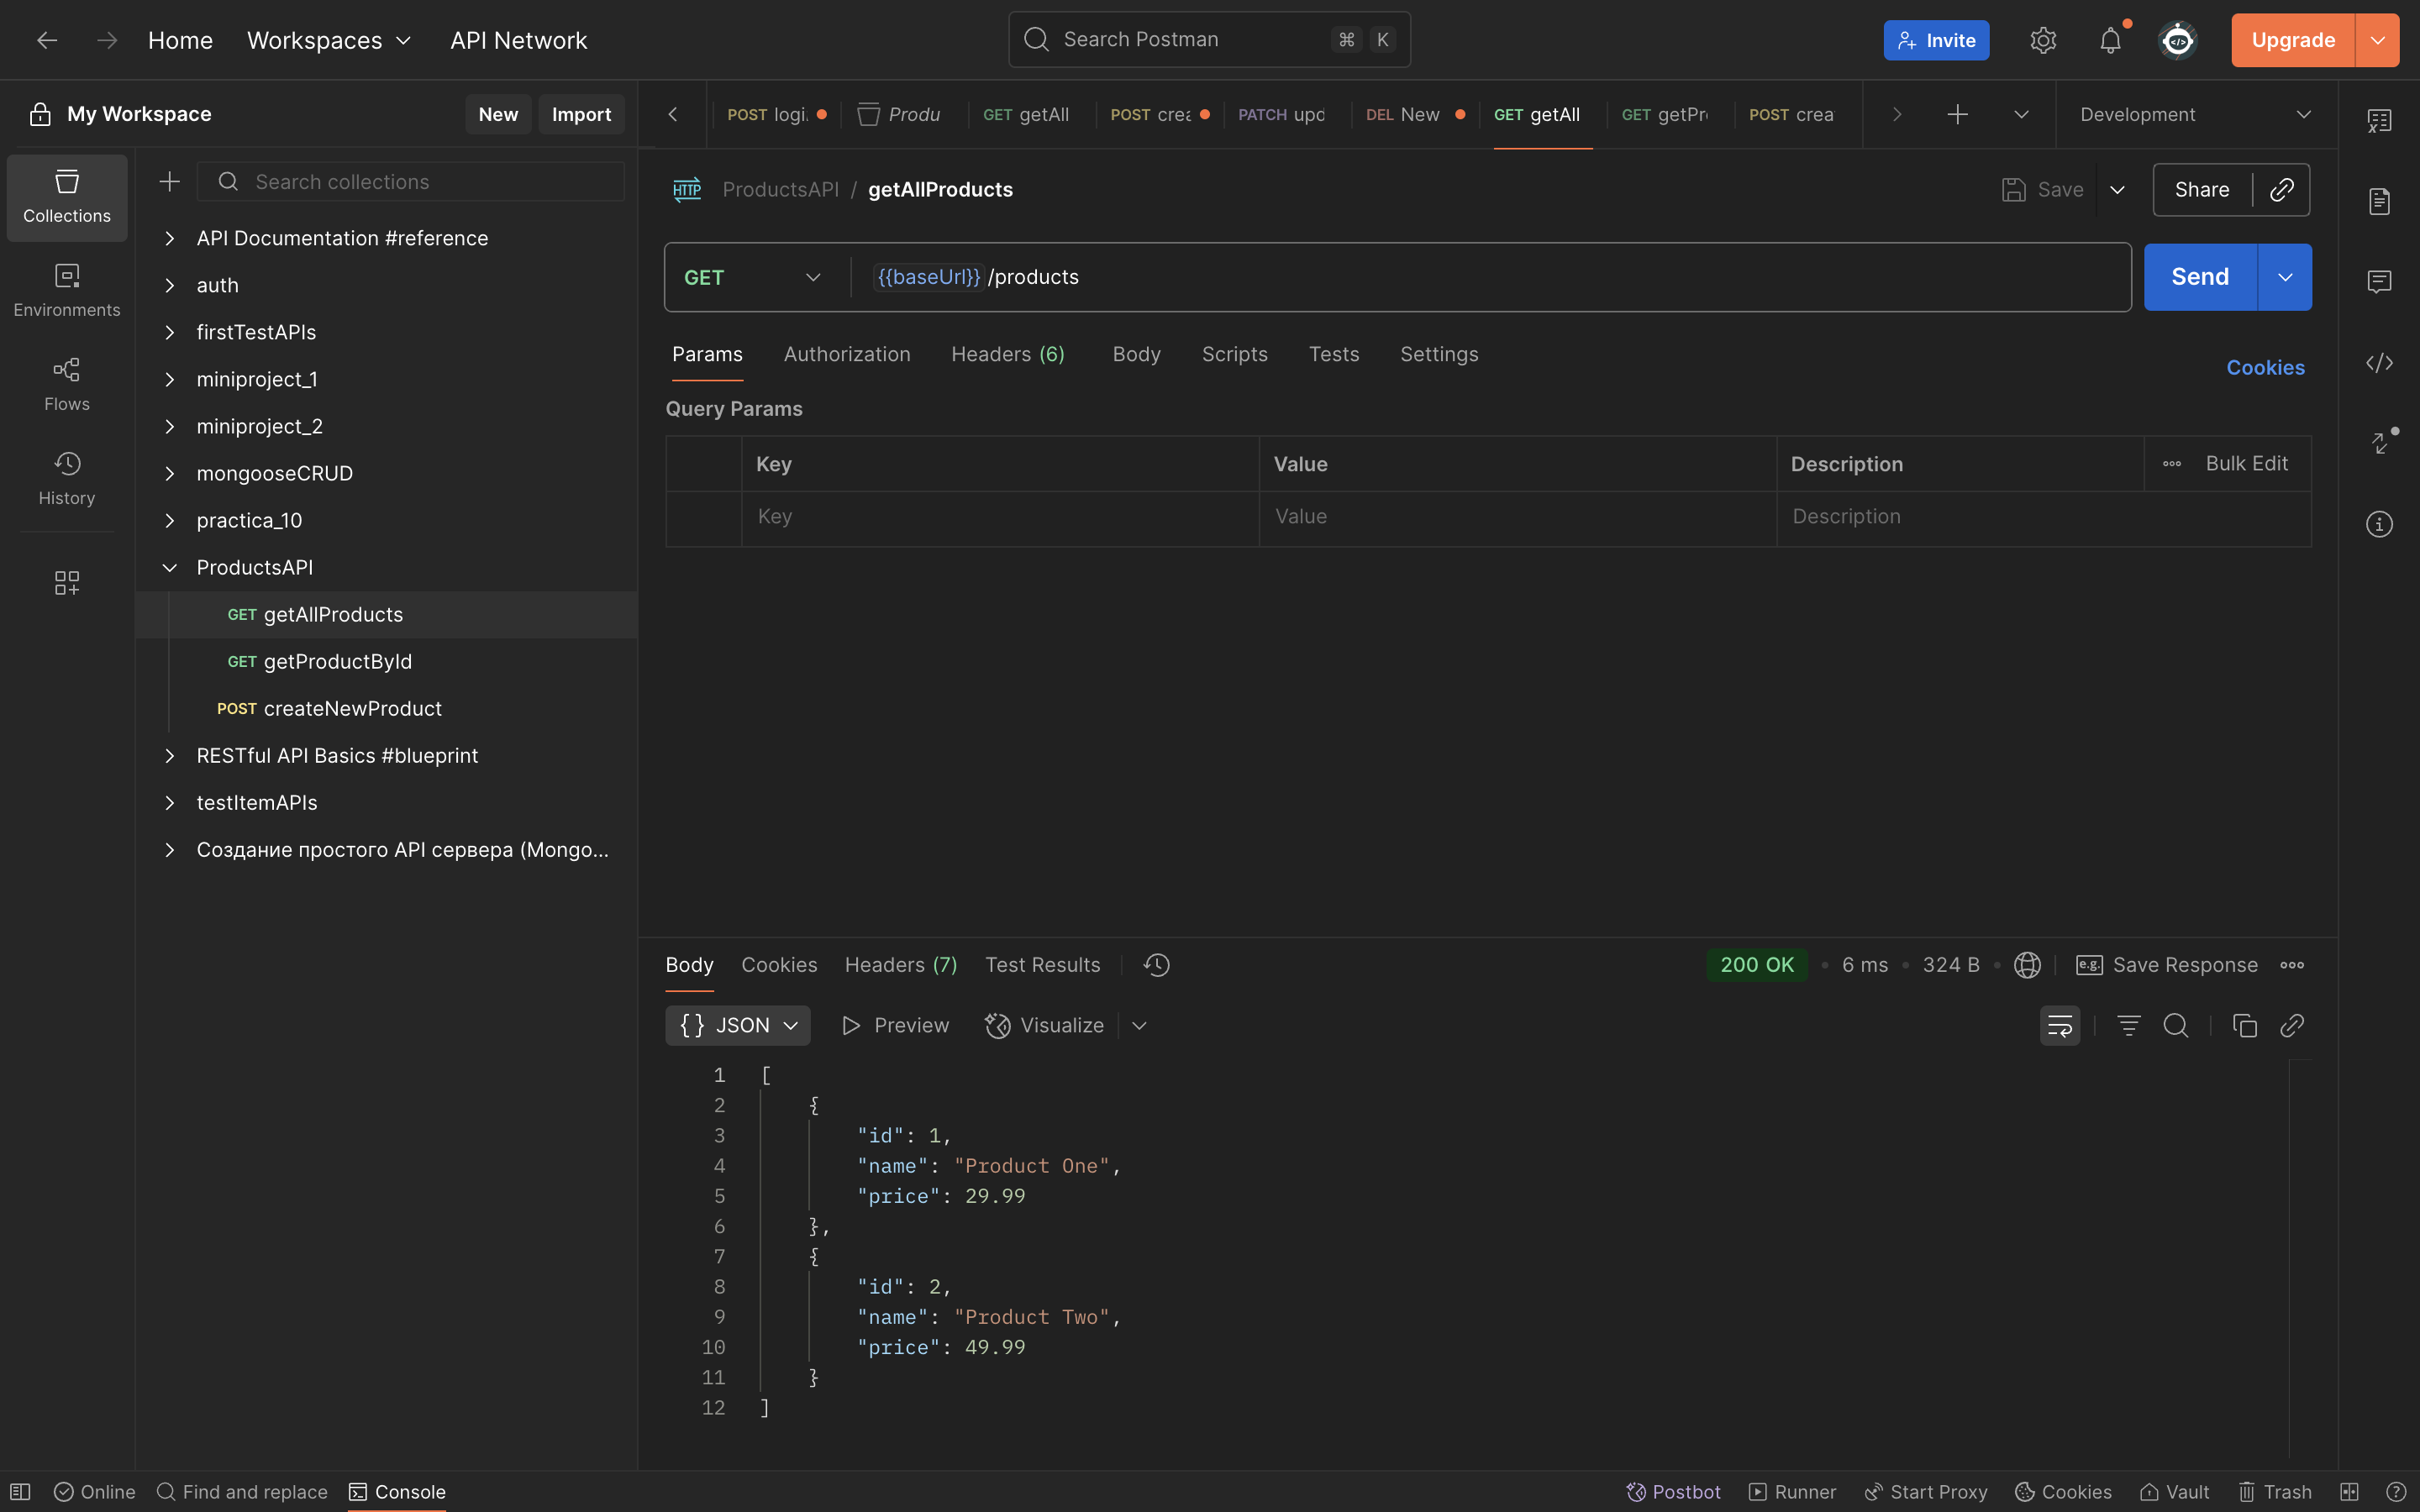 Home
Workspaces
API Network
Search Postman
⌘ K
Invite
Upgrade
My Workspace
New
Import
POST logi
Produ
GET getAll
POST crea
PATCH upd
DEL New
GET getAll
GET getPr
POST crea
Development
Collections
Environments
Flows
History
Search collections
API Documentation #reference
auth
firstTestAPIs
miniproject_1
miniproject_2
mongooseCRUD
practica_10
ProductsAPI
GET getAllProducts
GET getProductById
POST createNewProduct
RESTful API Basics #blueprint
testItemAPIs
Создание простого API сервера (Mongo...
HTTP ProductsAPI / getAllProducts
Save
Share
GET {{baseUrl}}/products
Send
Params Authorization Headers (6) Body Scripts Tests Settings
Cookies
Query Params
Key Value Description Bulk Edit
Key Value Description
Body Cookies Headers (7) Test Results
200 OK • 6 ms • 324 B •
e.g. Save Response
{ } JSON Preview Visualize
1 [
2 {
3 "id": 1,
4 "name": "Product One",
5 "price": 29.99
6 },
7 {
8 "id": 2,
9 "name": "Product Two",
10 "price": 49.99
11 }
12 ]
Online Find and replace Console
Postbot Runner Start Proxy Cookies Vault Trash